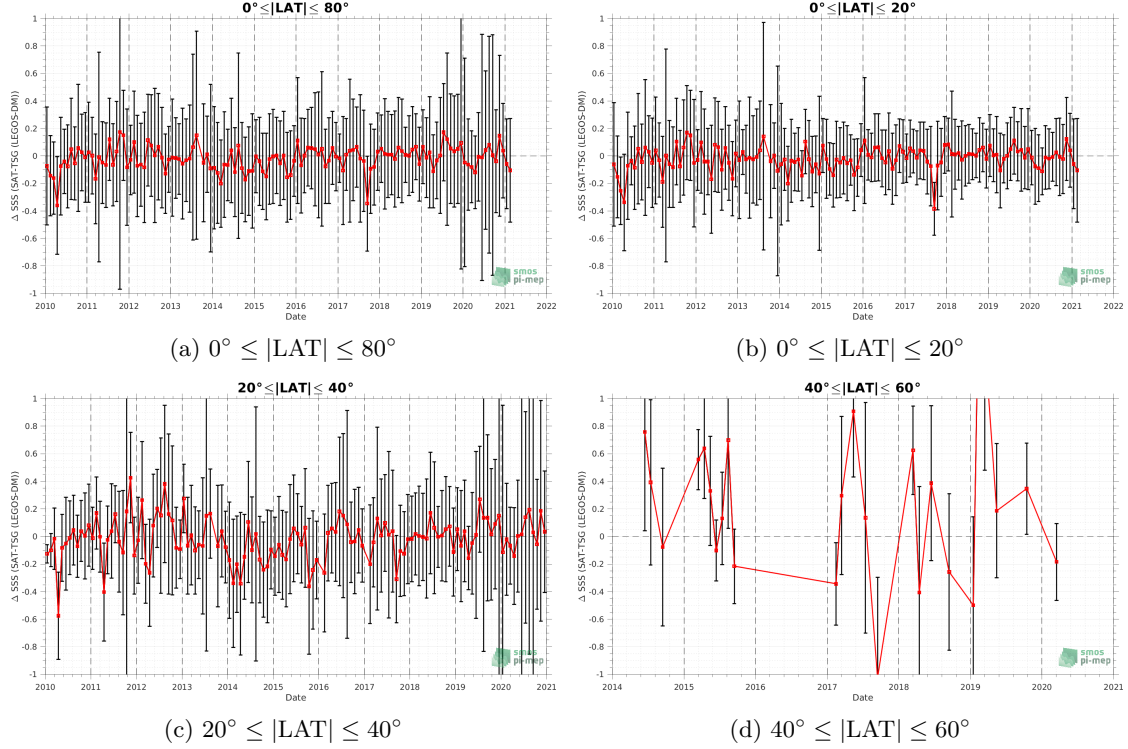 0°≤|LAT|≤ 80°
Δ SSS (SAT-TSG (LEGOS-DM))
1
0.8
0.6
0.4
0.2
0
-0.2
-0.4
-0.6
-0.8
-1
2010 2011 2012 2013 2014 2015 2016 2017 2018 2019 2020 2021 2022
Date
smos
pi-mep
(a) 0° ≤ |LAT| ≤ 80°
0°≤|LAT|≤ 20°
Δ SSS (SAT-TSG (LEGOS-DM))
1
0.8
0.6
0.4
0.2
0
-0.2
-0.4
-0.6
-0.8
-1
2010 2011 2012 2013 2014 2015 2016 2017 2018 2019 2020 2021 2022
Date
smos
pi-mep
(b) 0° ≤ |LAT| ≤ 20°
20°≤|LAT|≤ 40°
Δ SSS (SAT-TSG (LEGOS-DM))
1
0.8
0.6
0.4
0.2
0
-0.2
-0.4
-0.6
-0.8
-1
2010 2011 2012 2013 2014 2015 2016 2017 2018 2019 2020 2021
Date
smos
pi-mep
(c) 20° ≤ |LAT| ≤ 40°
40°≤|LAT|≤ 60°
Δ SSS (SAT-TSG (LEGOS-DM))
1
0.8
0.6
0.4
0.2
0
-0.2
-0.4
-0.6
-0.8
-1
2014 2015 2016 2017 2018 2019 2020 2021
Date
smos
pi-mep
(d) 40° ≤ |LAT| ≤ 60°